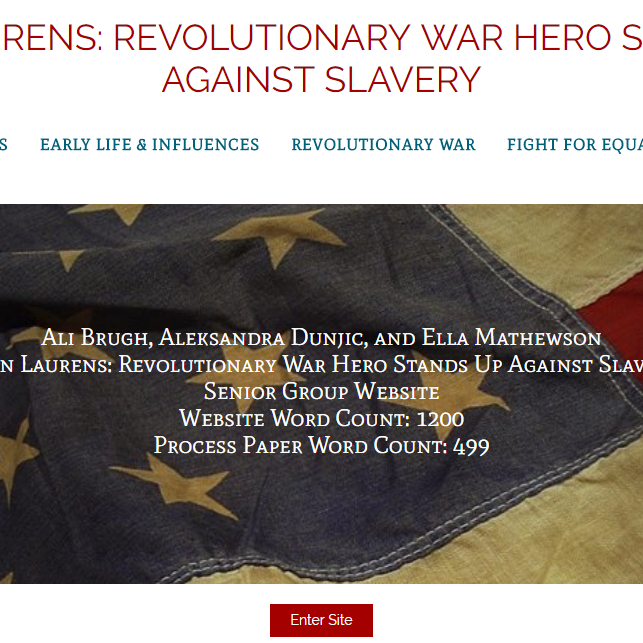 RENS: REVOLUTIONARY WAR HERO S
AGAINST SLAVERY
S EARLY LIFE & INFLUENCES REVOLUTIONARY WAR FIGHT FOR EQUA
Ali Brugh, Aleksandra Dunjic, and Ella Mathewson
n Laurens: Revolutionary War Hero Stands Up Against Slav
Senior Group Website
Website Word Count: 1200
Process Paper Word Count: 499
Enter Site